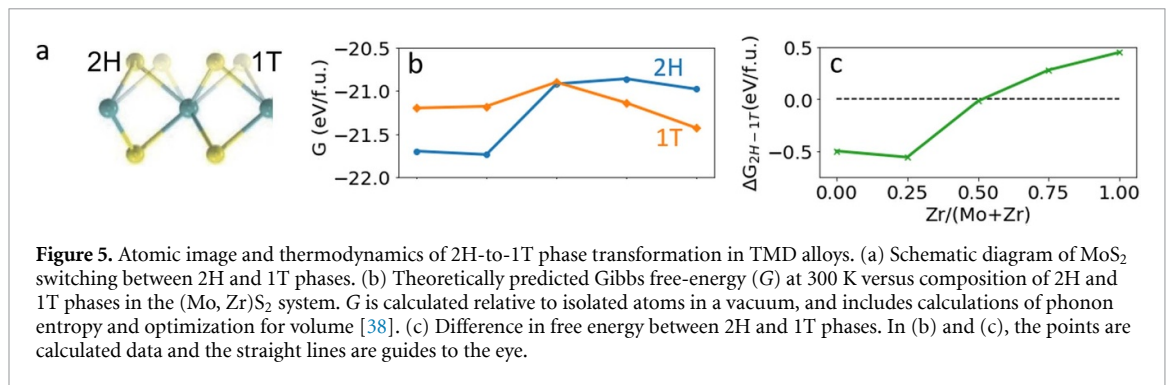 a
2H
1T
b
G (eV/f.u.)
−20.5
−21.0
−21.5
−22.0
2H
1T
c
ΔG2H−1T(eV/f.u.)
0.5
0.0
−0.5
0.00 0.25 0.50 0.75 1.00
Zr/(Mo+Zr)
Figure 5. Atomic image and thermodynamics of 2H-to-1T phase transformation in TMD alloys. (a) Schematic diagram of MoS2
switching between 2H and 1T phases. (b) Theoretically predicted Gibbs free-energy (G) at 300 K versus composition of 2H and
1T phases in the (Mo, Zr)S2 system. G is calculated relative to isolated atoms in a vacuum, and includes calculations of phonon
entropy and optimization for volume [38]. (c) Difference in free energy between 2H and 1T phases. In (b) and (c), the points are
calculated data and the straight lines are guides to the eye.